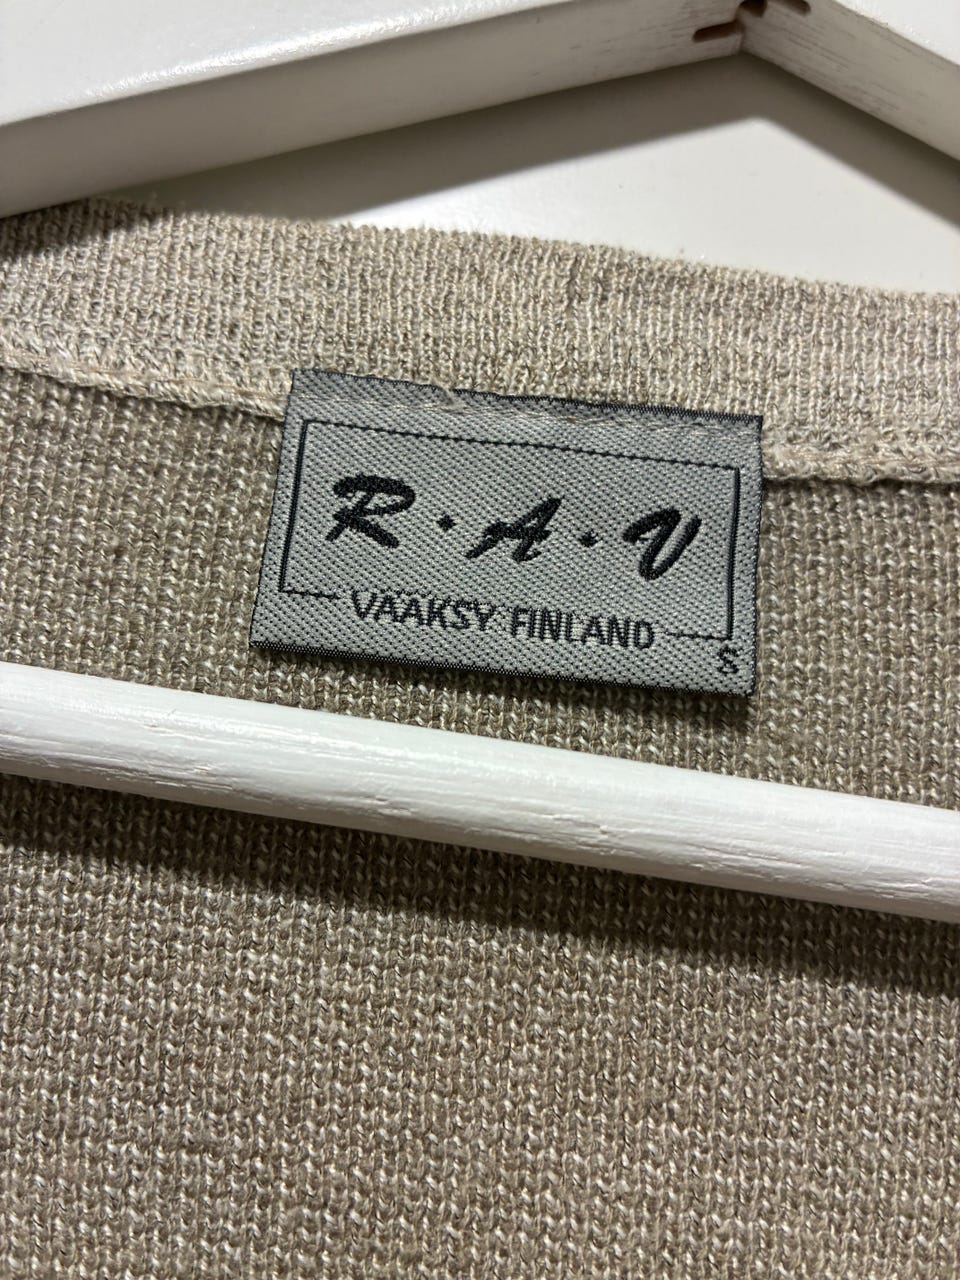 R · A · V
VÄÄKSY FINLAND
S